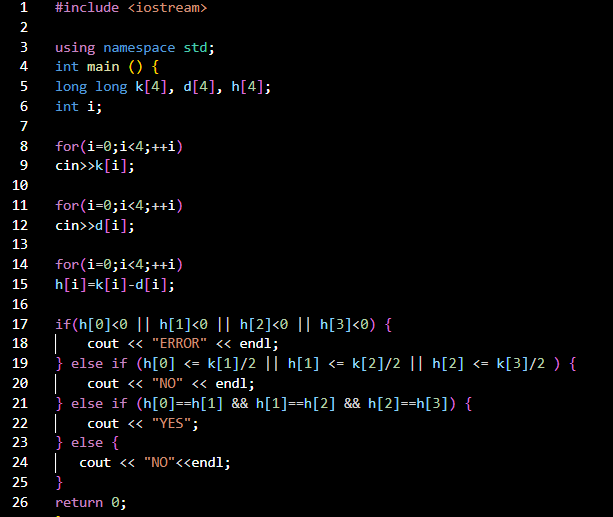 1 #include <iostream>
2
3 using namespace std;
4 int main () {
5 long long k[4], d[4], h[4];
6 int i;
7
8 for(i=0;i<4;++i)
9 cin>>k[i];
10
11 for(i=0;i<4;++i)
12 cin>>d[i];
13
14 for(i=0;i<4;++i)
15 h[i]=k[i]-d[i];
16
17 if(h[0]<0 || h[1]<0 || h[2]<0 || h[3]<0) {
18     cout << "ERROR" << endl;
19 } else if (h[0] <= k[1]/2 || h[1] <= k[2]/2 || h[2] <= k[3]/2 ) {
20     cout << "NO" << endl;
21 } else if (h[0]==h[1] && h[1]==h[2] && h[2]==h[3]) {
22     cout << "YES";
23 } else {
24    cout << "NO"<<endl;
25 }
26 return 0;